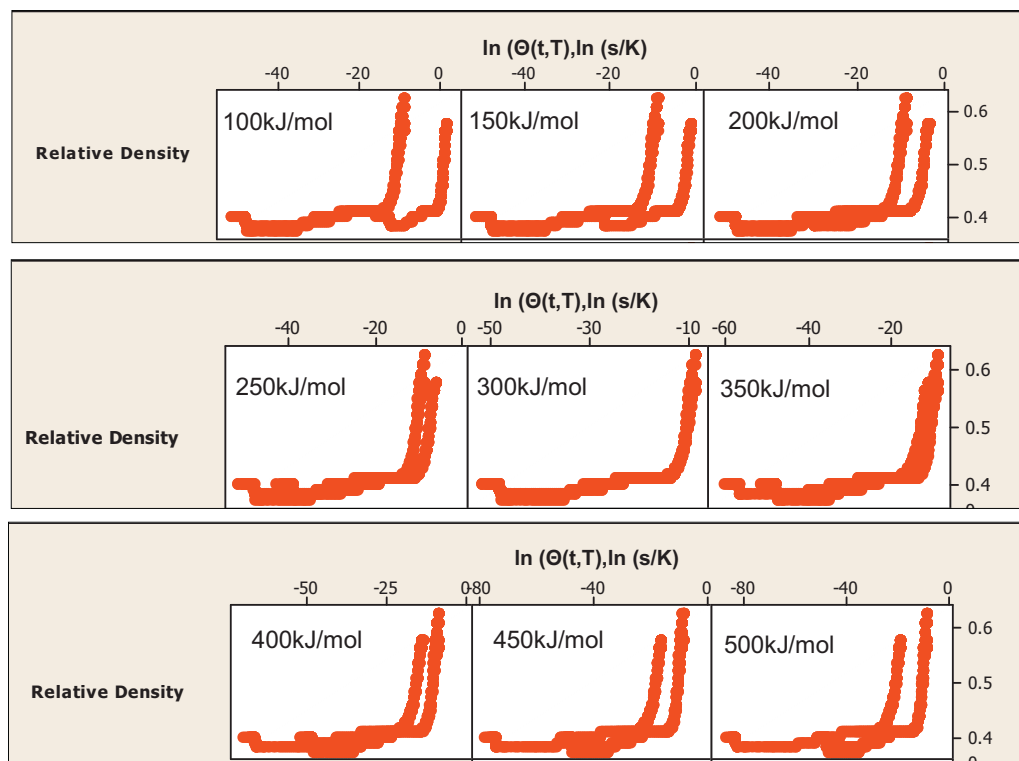 ln (Θ(t,T),ln (s/K)
-40 -20 0 -40 -20 0 -40 -20 0
100kJ/mol 150kJ/mol 200kJ/mol
0.6
Relative Density
0.5
0.4
ln (Θ(t,T),ln (s/K)
-40 -20 0 -50 -30 -10 -60 -40 -20
250kJ/mol 300kJ/mol 350kJ/mol
0.6
Relative Density
0.5
0.4
ln (Θ(t,T),ln (s/K)
-50 -25 0 -80 -40 0 -80 -40 0
400kJ/mol 450kJ/mol 500kJ/mol
0.6
Relative Density
0.5
0.4